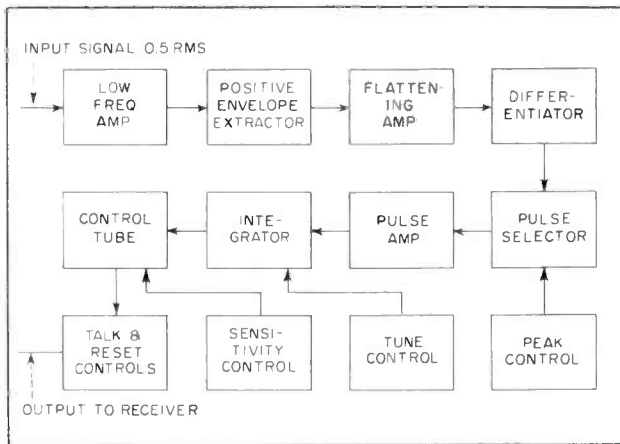 INPUT SIGNAL 0.5 RMS
LOW
FREQ
AMP
POSITIVE
ENVELOPE
EXTRACTOR
FLATTEN-
ING
AMP
DIFFER-
ENTIATOR
CONTROL
TUBE
INTE-
GRATOR
PULSE
AMP
PULSE
SELECTOR
TALK &
RESET
CONTROLS
SENSI-
TIVITY
CONTROL
TUNE
CONTROL
PEAK
CONTROL
OUTPUT TO RECEIVER